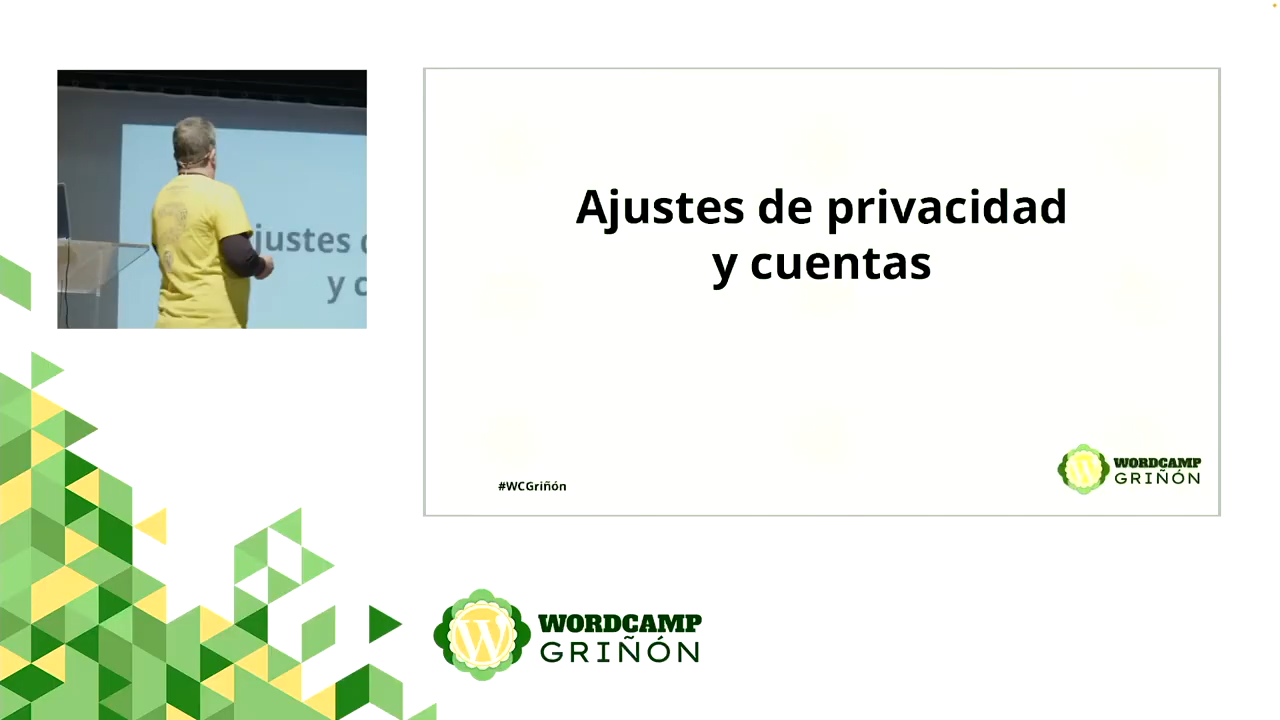 justes
y c
Ajustes de privacidad
y cuentas
#WCGriñón
WORDCAMP
GRIÑÓN
WORDCAMP
GRIÑÓN